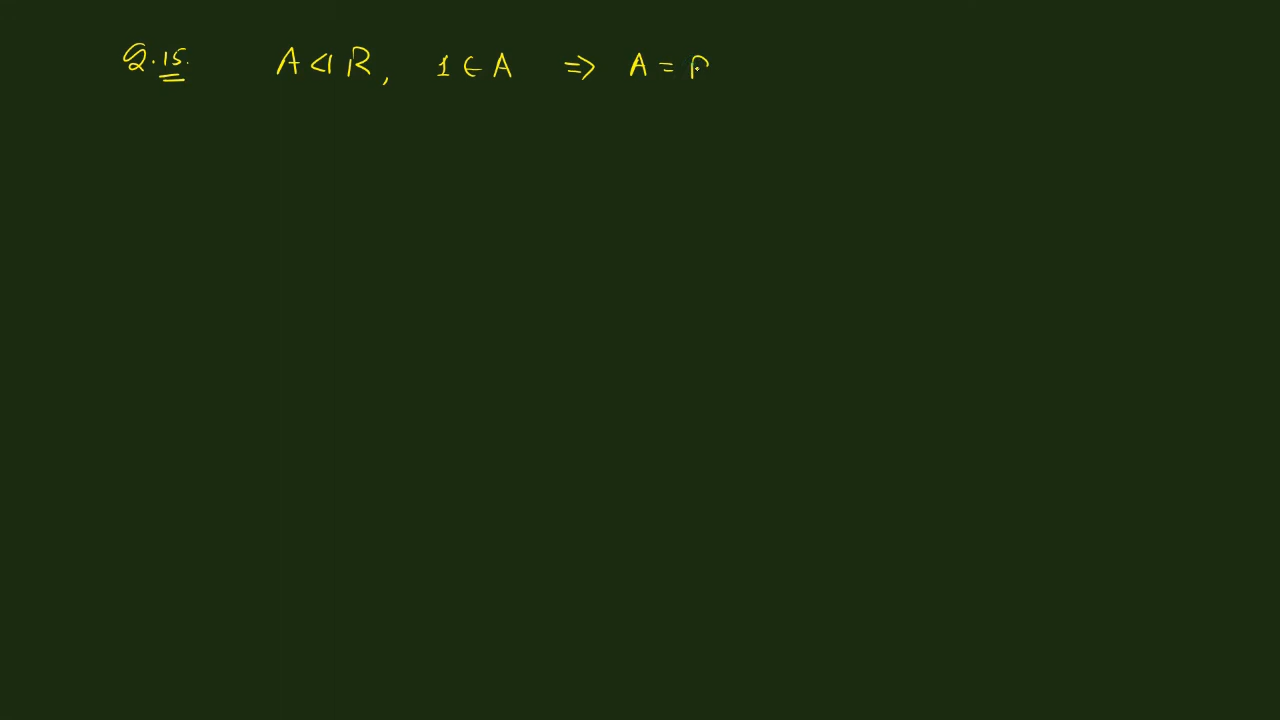 Q.15. A ⊲ R, 1 ∈ A ⇒ A =